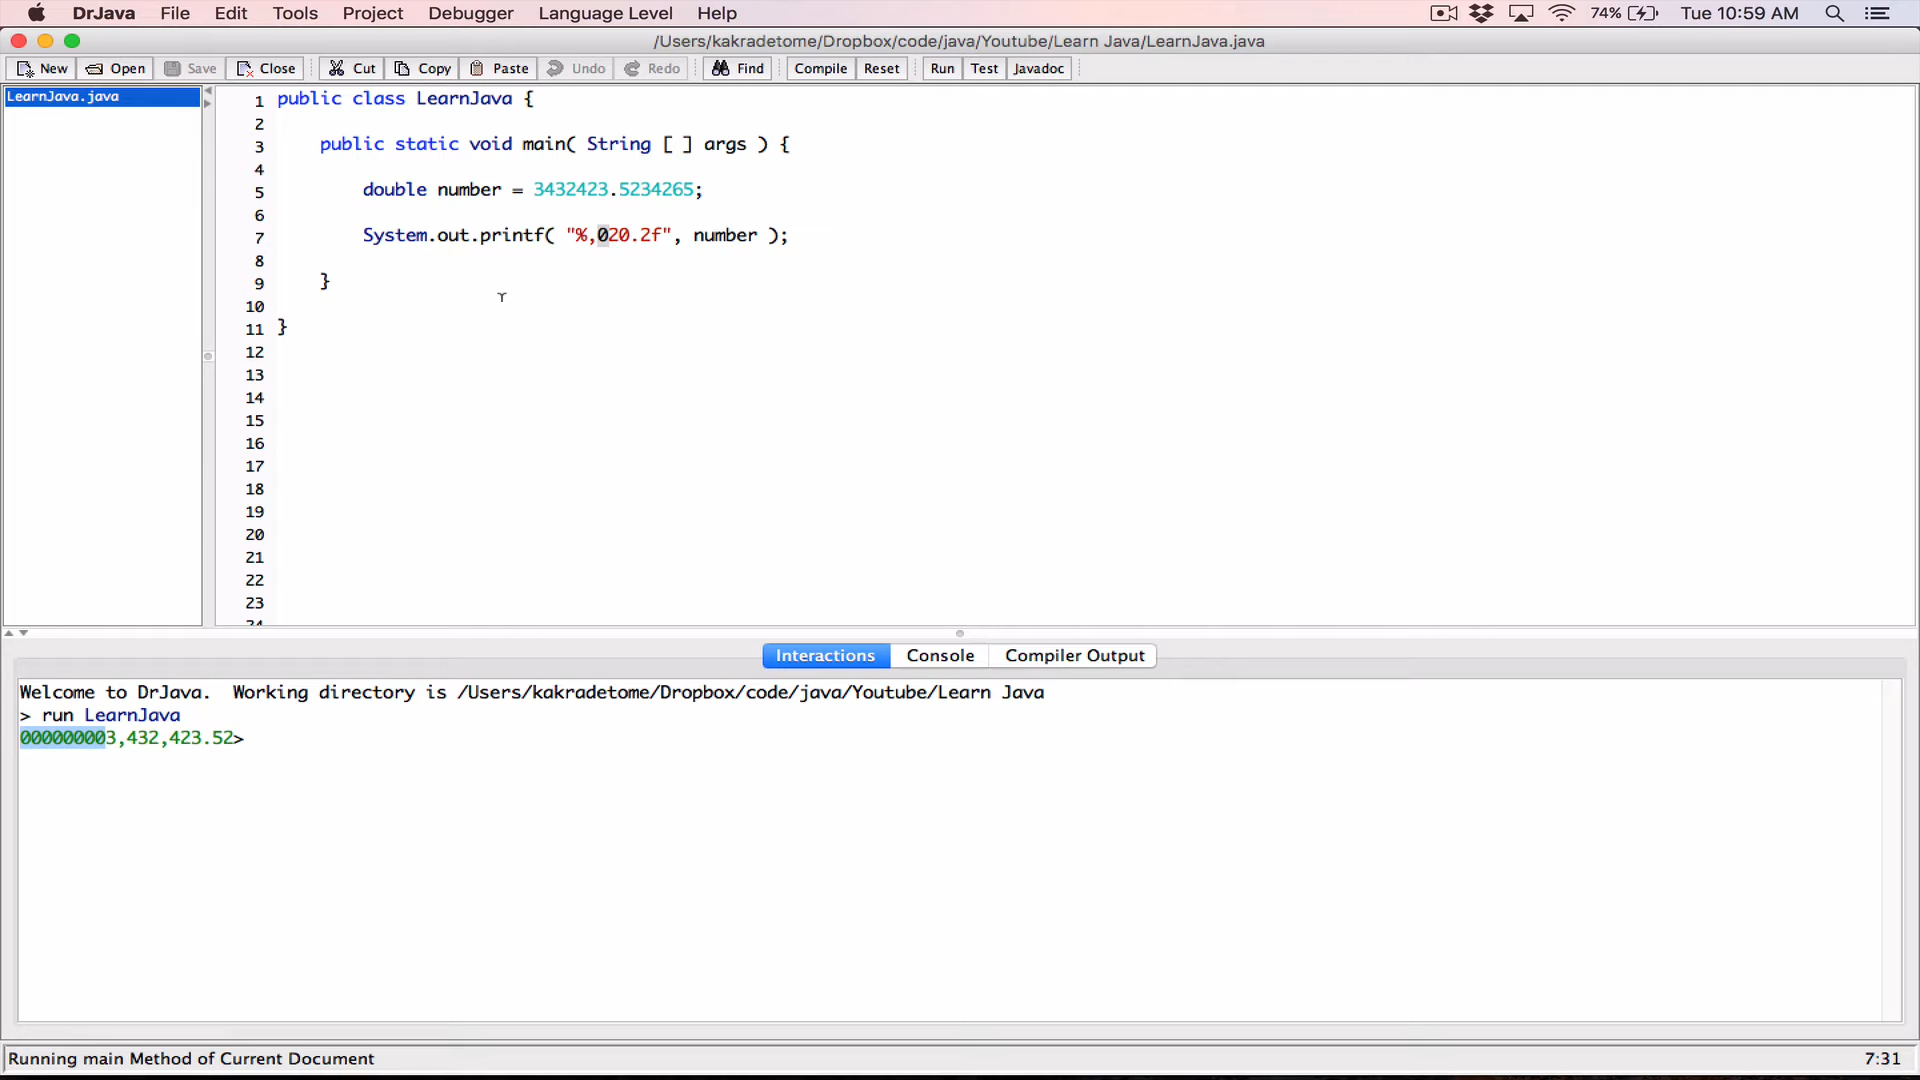 DrJava File Edit Tools Project Debugger Language Level Help 74% Tue 10:59 AM
/Users/kakradetome/Dropbox/code/java/Youtube/Learn Java/LearnJava.java
New Open Save Close Cut Copy Paste Undo Redo Find Compile Reset Run Test Javadoc
LearnJava.java
1 public class LearnJava {
2
3 public static void main( String [ ] args ) {
4
5 double number = 3432423.5234265;
6
7 System.out.printf( "%,020.2f", number );
8
9 }
10
11 }
12
13
14
15
16
17
18
19
20
21
22
23
24
Interactions Console Compiler Output
Welcome to DrJava.  Working directory is /Users/kakradetome/Dropbox/code/java/Youtube/Learn Java
> run LearnJava
000000003,432,423.52>
Running main Method of Current Document 7:31